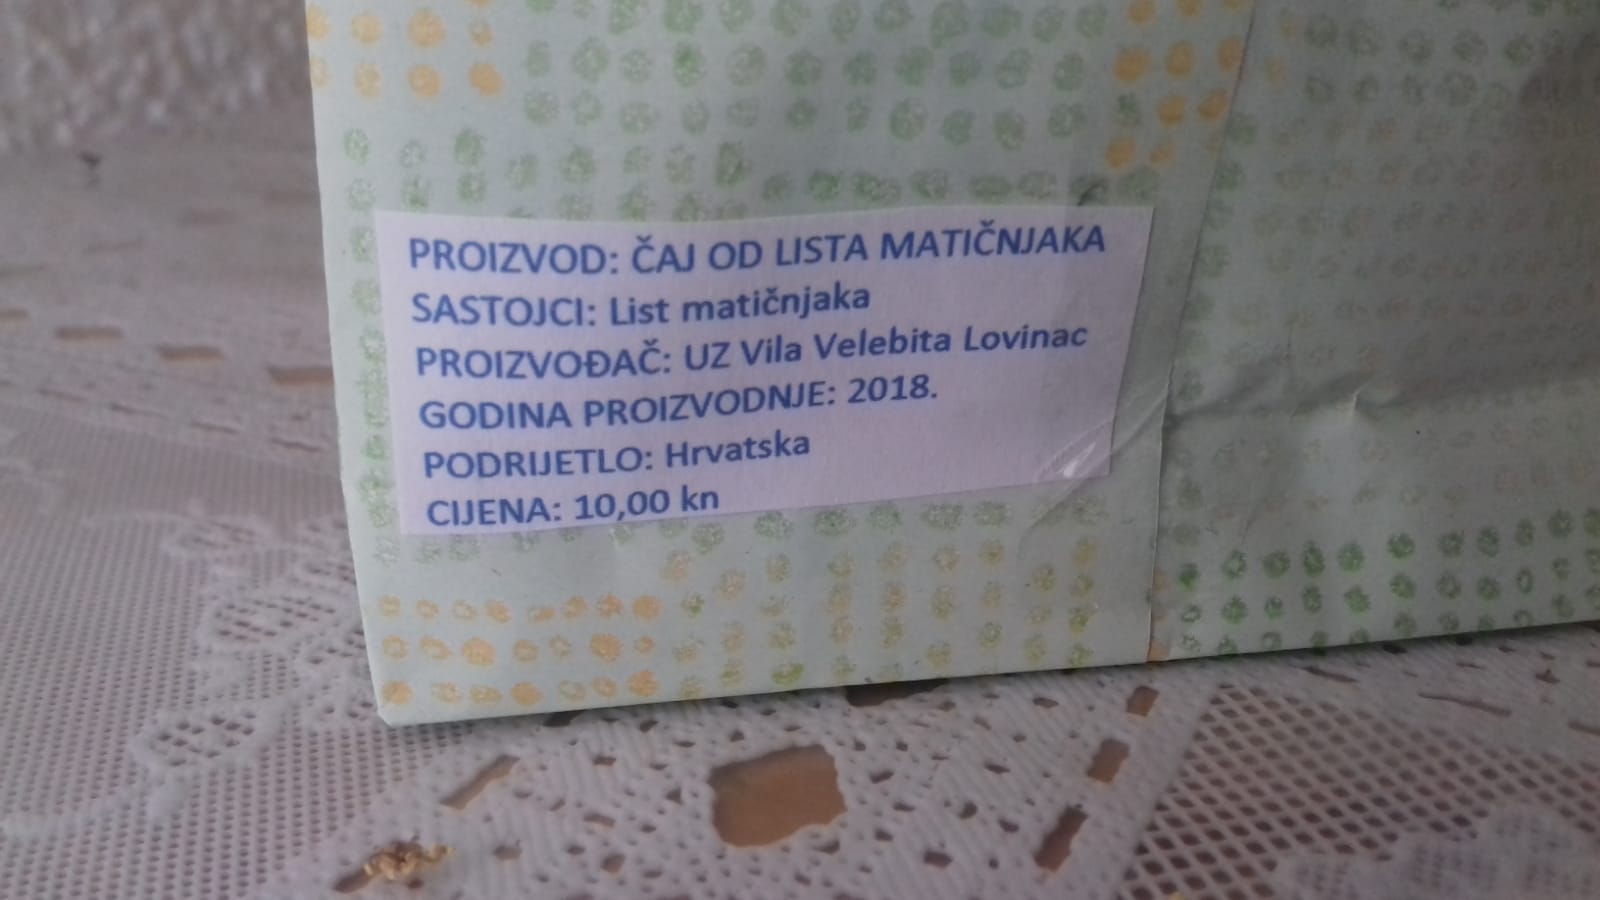 PROIZVOD: ČAJ OD LISTA MATIČNJAKA
SASTOJCI: List matičnjaka
PROIZVOĐAČ: UZ Vila Velebita Lovinac
GODINA PROIZVODNJE: 2018.
PODRIJETLO: Hrvatska
CIJENA: 10,00 kn